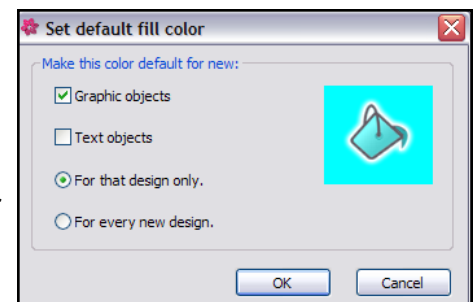 Set default fill color
Make this color default for new:
Graphic objects
Text objects
For that design only.
For every new design.
OK
Cancel